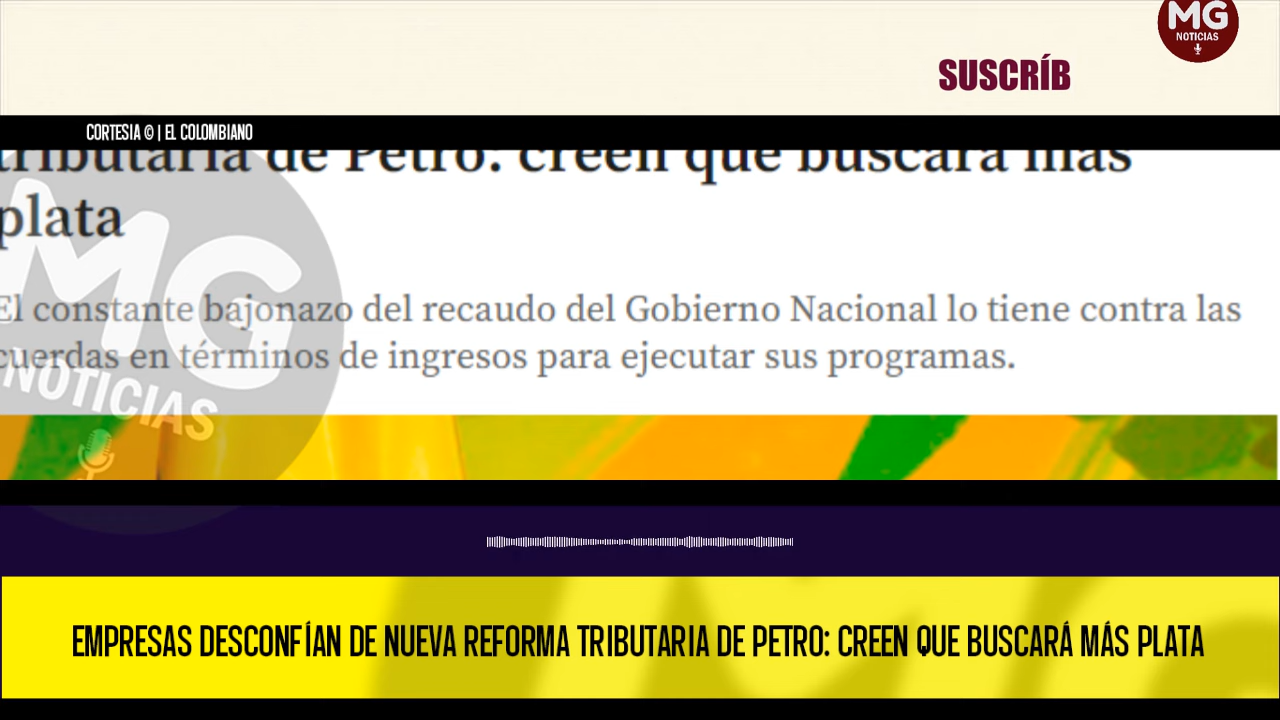 MG
NOTICIAS
SUSCRÍB
CORTESIA © | EL COLOMBIANO
tributaria de Petro: creen que buscará más
plata
El constante bajonazo del recaudo del Gobierno Nacional lo tiene contra las
cuerdas en términos de ingresos para ejecutar sus programas.
MG
NOTICIAS
EMPRESAS DESCONFÍAN DE NUEVA REFORMA TRIBUTARIA DE PETRO: CREEN QUE BUSCARÁ MÁS PLATA